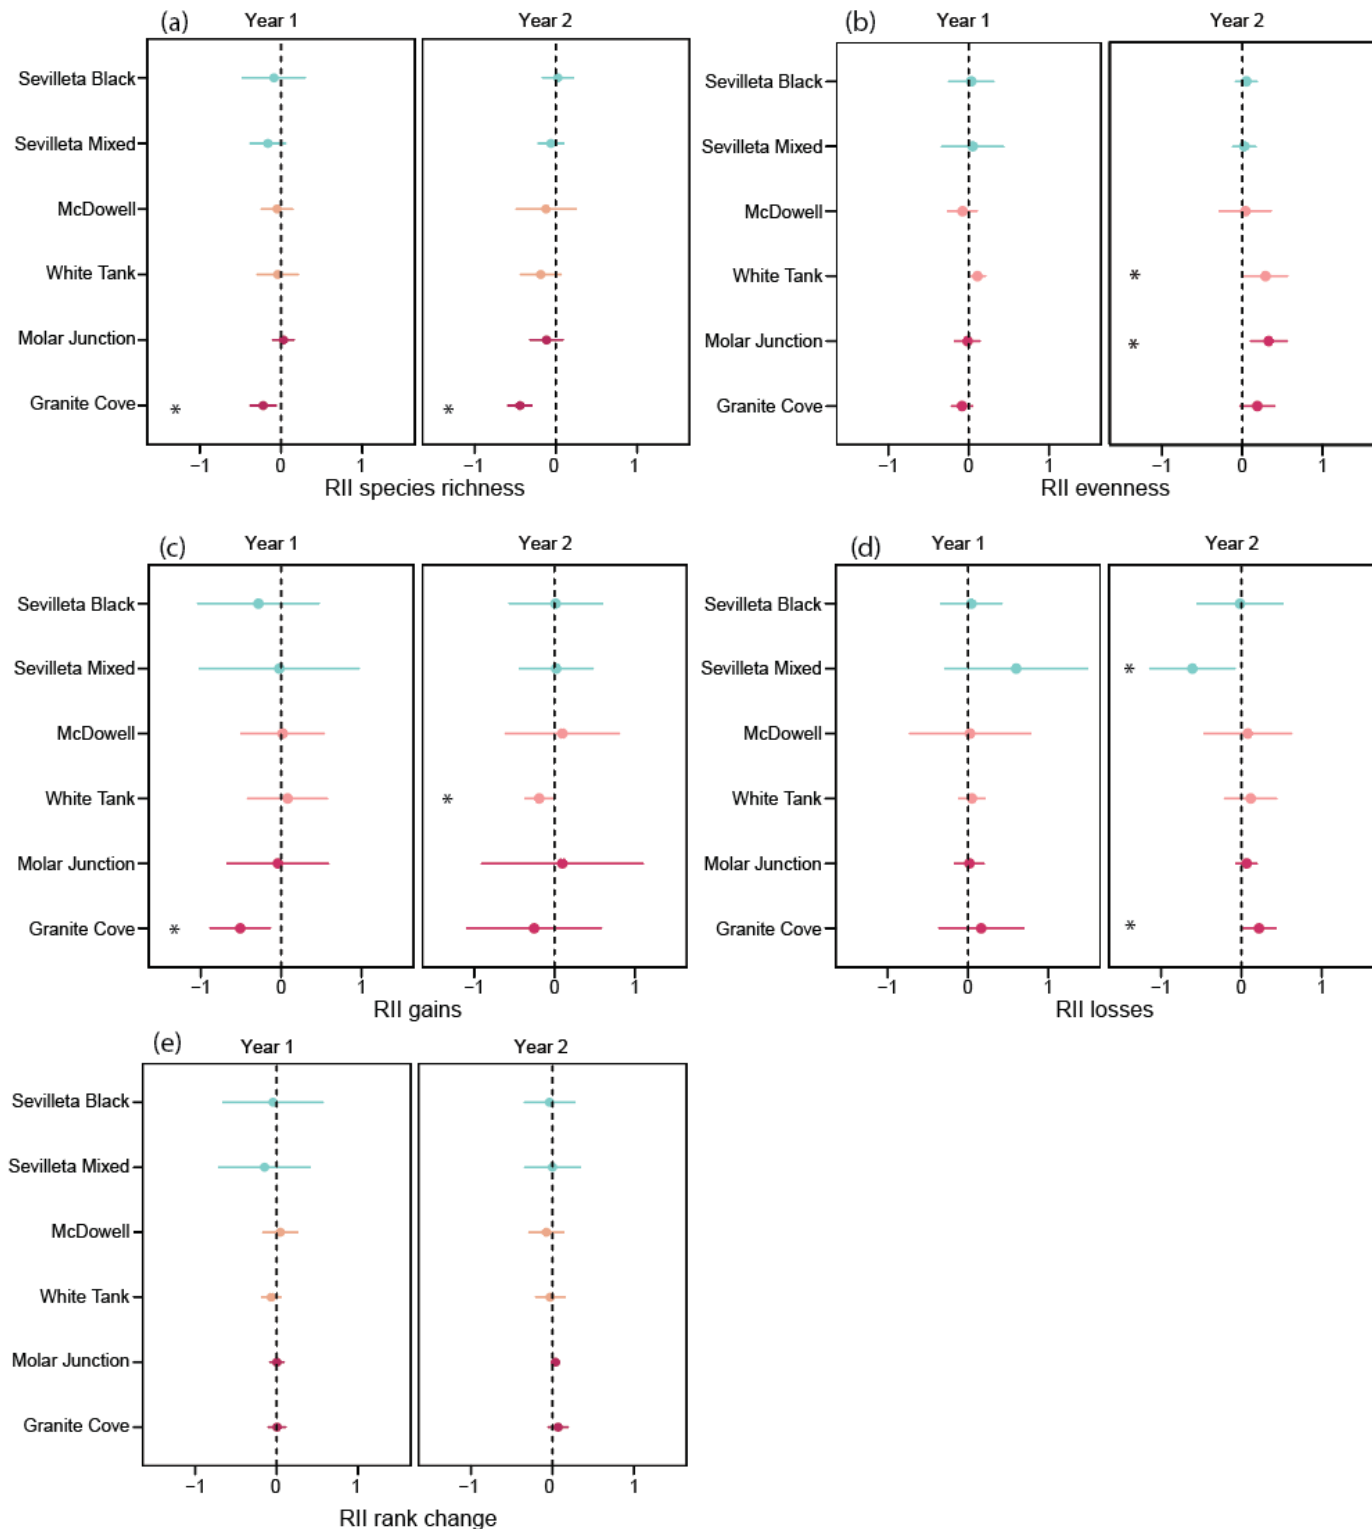 (a) Year 1 Year 2
Sevilleta Black
Sevilleta Mixed
McDowell
White Tank
Molar Junction
Granite Cove * *
−1 0 1 −1 0 1
RII species richness
(b) Year 1 Year 2
Sevilleta Black
Sevilleta Mixed
McDowell
White Tank *
Molar Junction *
Granite Cove
−1 0 1 −1 0 1
RII evenness
(c) Year 1 Year 2
Sevilleta Black
Sevilleta Mixed
McDowell
White Tank *
Molar Junction
Granite Cove *
−1 0 1 −1 0 1
RII gains
(d) Year 1 Year 2
Sevilleta Black
Sevilleta Mixed *
McDowell
White Tank
Molar Junction
Granite Cove *
−1 0 1 −1 0 1
RII losses
(e) Year 1 Year 2
Sevilleta Black
Sevilleta Mixed
McDowell
White Tank
Molar Junction
Granite Cove
−1 0 1 −1 0 1
RII rank change